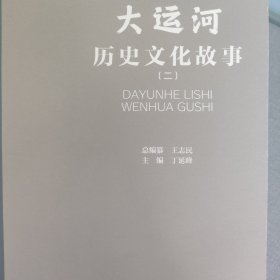 大运河
历史文化故事
（二）
DAYUNHE LISHI
WENHUA GUSHI
总编纂 王志民
主 编 丁延峰